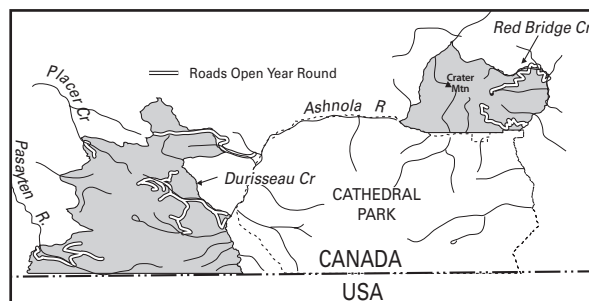 Red Bridge Cr
Placer Cr
Roads Open Year Round
Crater
Mtn
Ashnola R
Pasayten R.
Durisseau Cr
CATHEDRAL
PARK
CANADA
USA